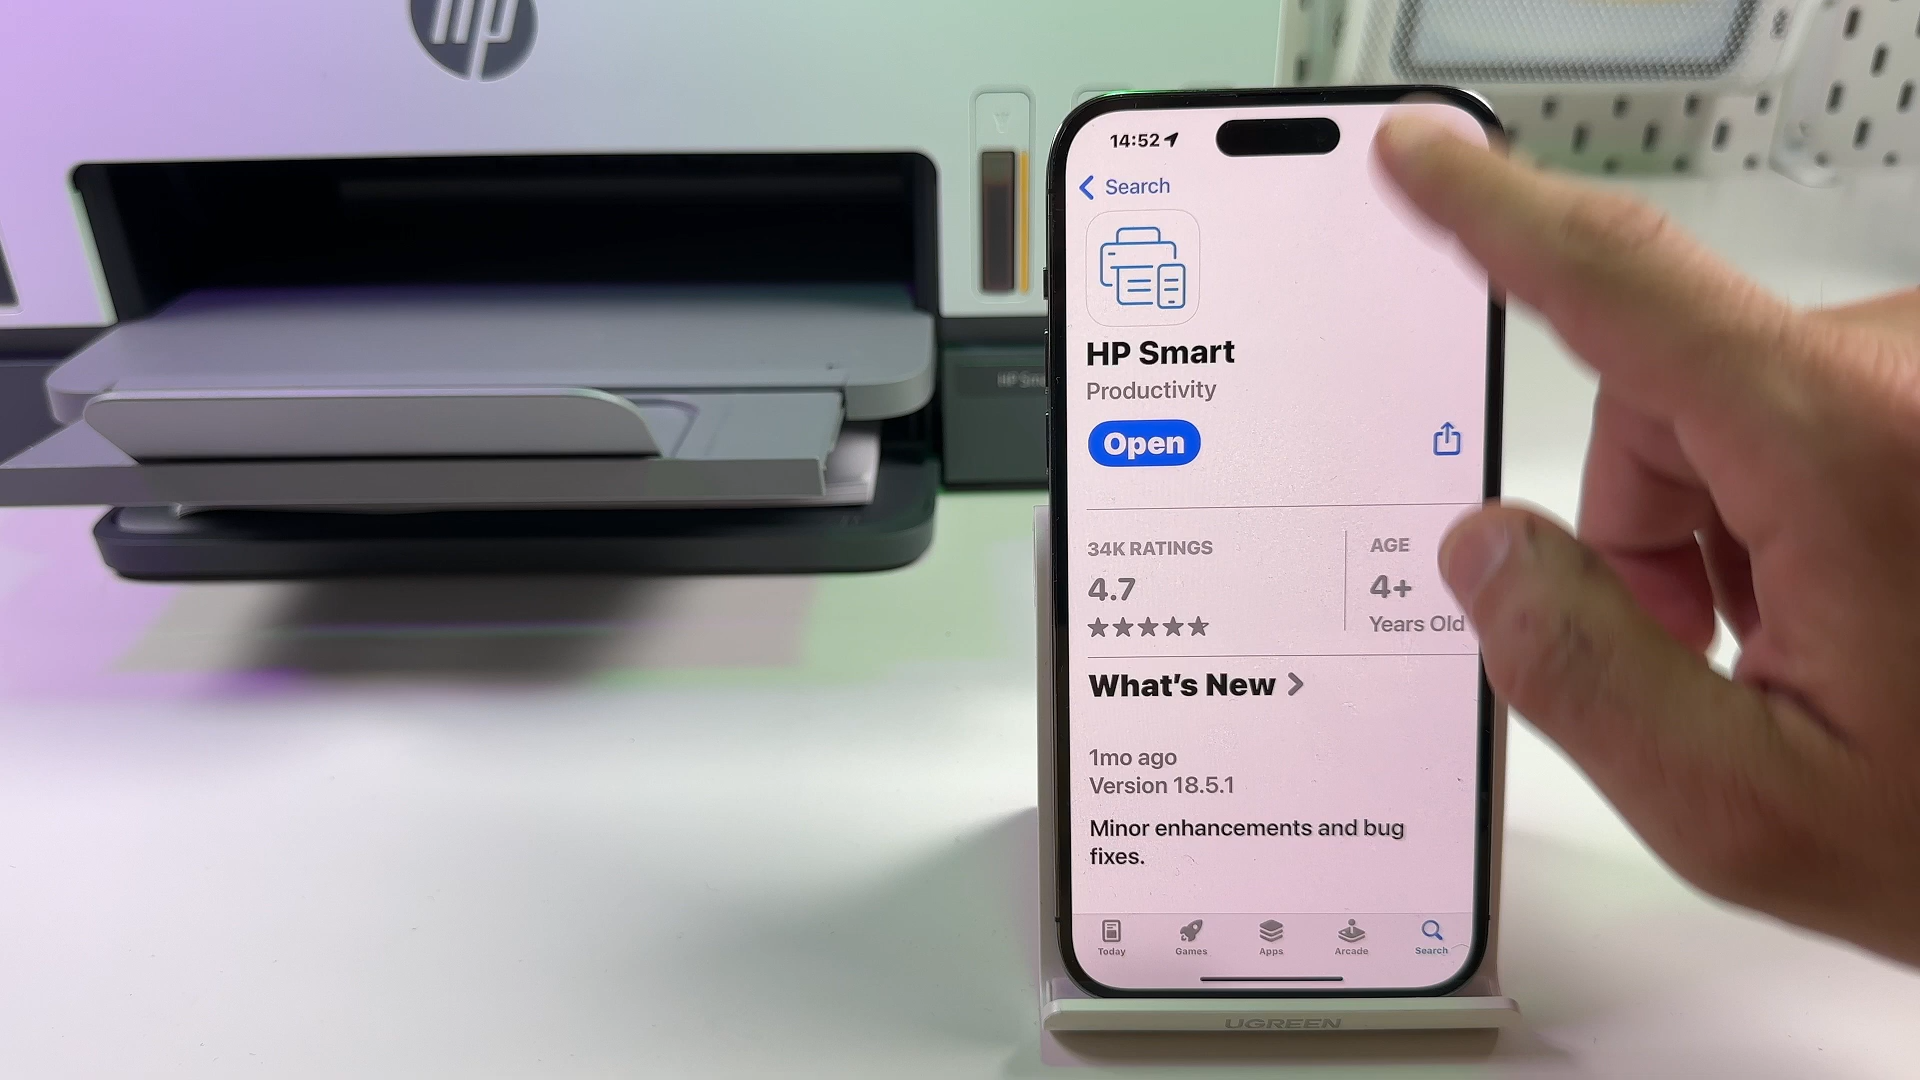 hp
14:52
Search
HP Smart
Productivity
Open
34K RATINGS
4.7
AGE
4+
Years Old
What's New
1mo ago
Version 18.5.1
Minor enhancements and bug
fixes.
Today
Games
Apps
Arcade
Search
UGREEN